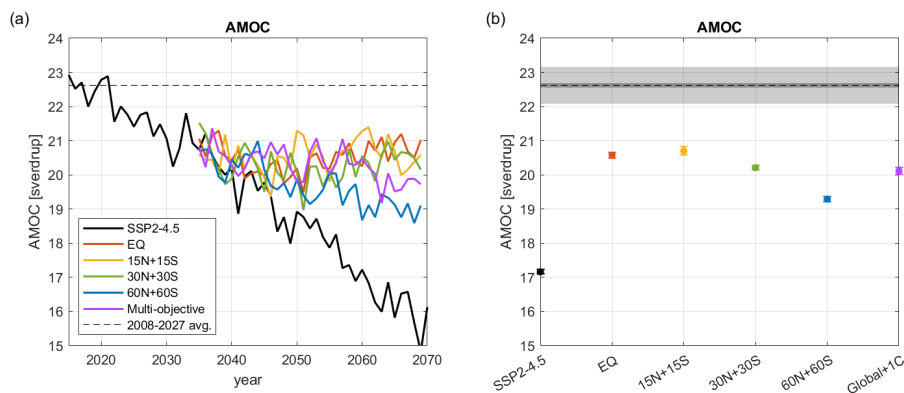 (a)
AMOC
24
23
22
21
20
19
18
17
16
15
AMOC [sverdrup]
SSP2-4.5
EQ
15N+15S
30N+30S
60N+60S
Multi-objective
2008-2027 avg.
2020
2030
2040
2050
2060
2070
year
(b)
AMOC
24
23
22
21
20
19
18
17
16
15
AMOC [sverdrup]
SSP2-4.5
EQ
15N+15S
30N+30S
60N+60S
Global+1C